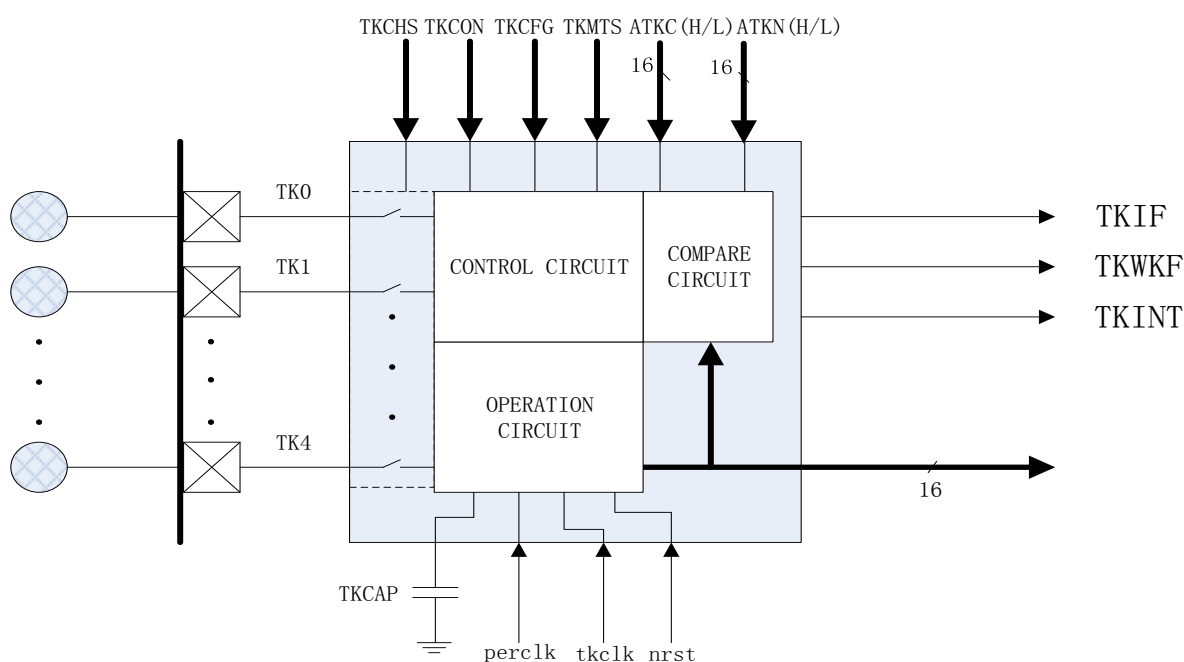 TKCHS TKCON TKCFG TKMTS ATKC(H/L) ATKN(H/L)
16 16
TK0
TKIF
TK1
CONTROL CIRCUIT
COMPARE
CIRCUIT
TKWKF
TKINT
OPERATION
CIRCUIT
TK4
16
TKCAP
perclk tkclk nrst